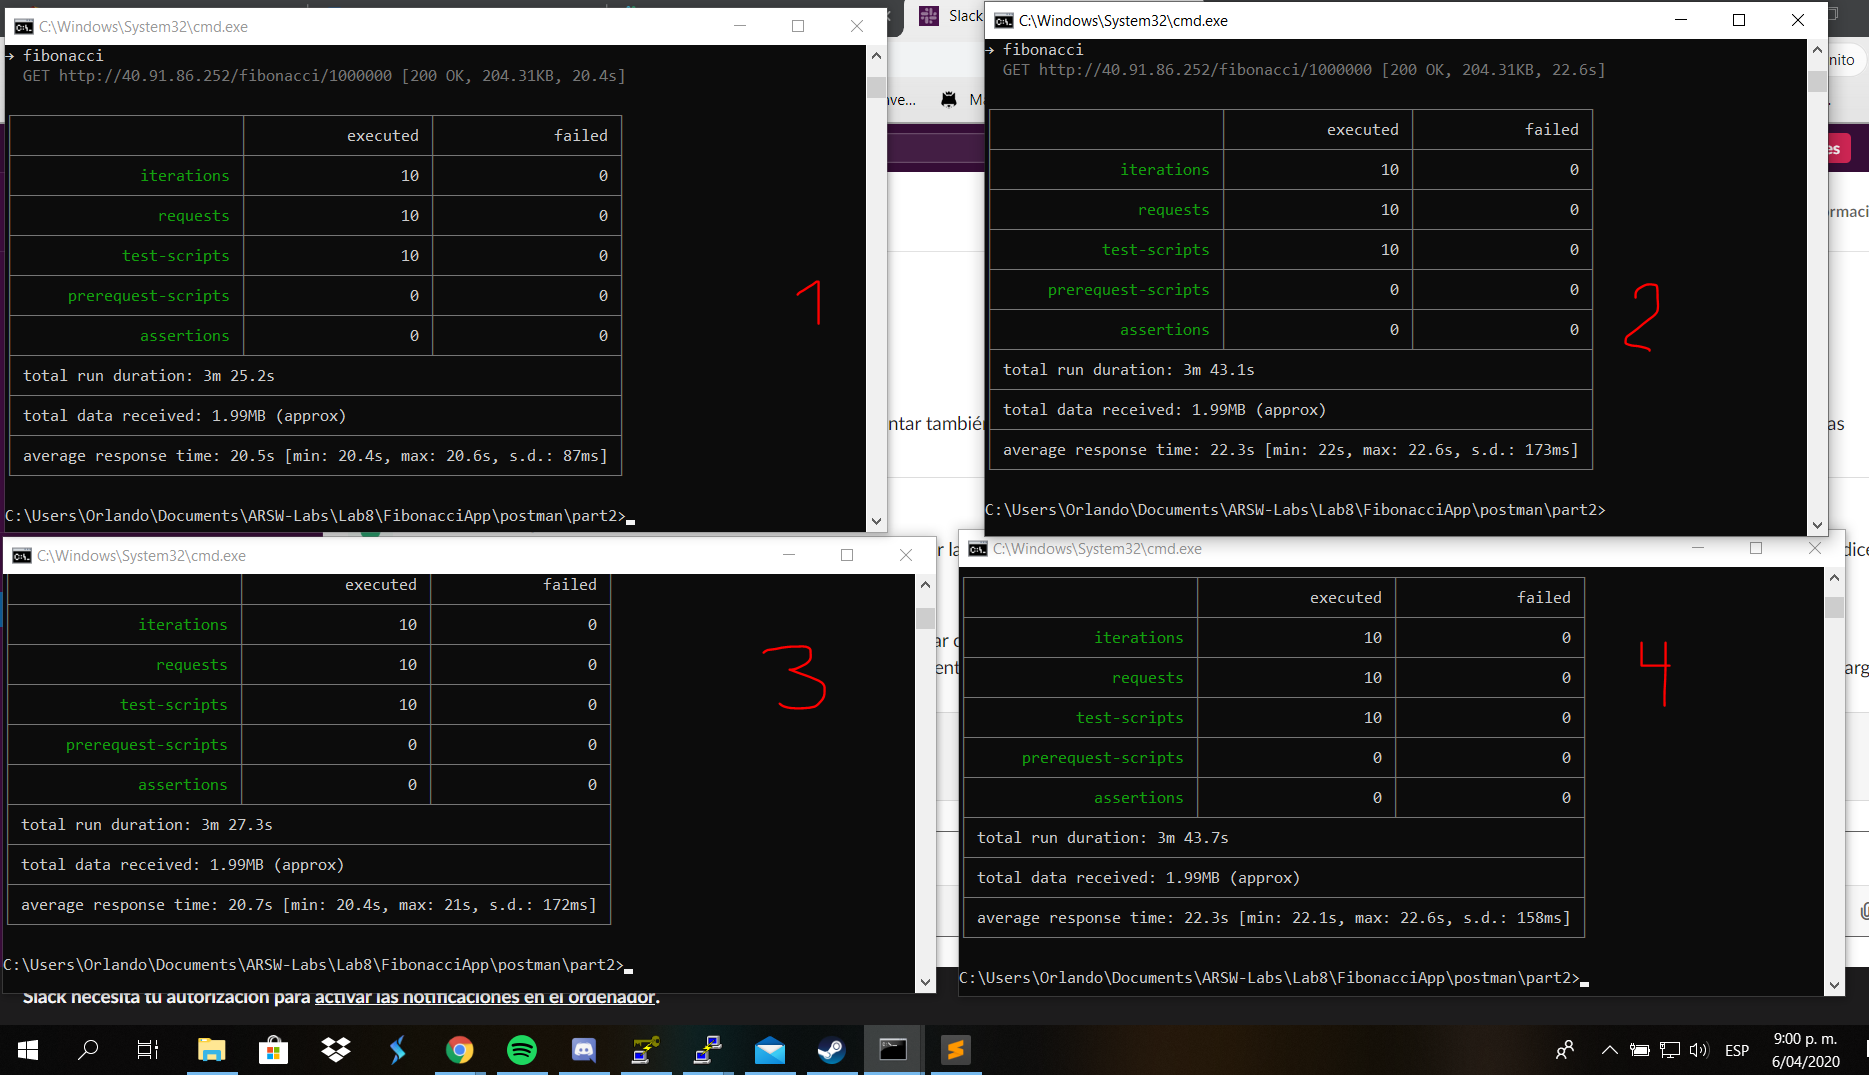 C:\Windows\System32\cmd.exe
→ fibonacci
GET http://40.91.86.252/fibonacci/1000000 [200 OK, 204.31KB, 20.4s]
executed failed
iterations 10 0
requests 10 0
test-scripts 10 0
prerequest-scripts 0 0
assertions 0 0
total run duration: 3m 25.2s
total data received: 1.99MB (approx)
average response time: 20.5s [min: 20.4s, max: 20.6s, s.d.: 87ms]
C:\Users\Orlando\Documents\ARSW-Labs\Lab8\FibonacciApp\postman\part2>
1
Slack
C:\Windows\System32\cmd.exe
→ fibonacci
GET http://40.91.86.252/fibonacci/1000000 [200 OK, 204.31KB, 22.6s]
executed failed
iterations 10 0
requests 10 0
test-scripts 10 0
prerequest-scripts 0 0
assertions 0 0
total run duration: 3m 43.1s
total data received: 1.99MB (approx)
average response time: 22.3s [min: 22s, max: 22.6s, s.d.: 173ms]
C:\Users\Orlando\Documents\ARSW-Labs\Lab8\FibonacciApp\postman\part2>
2
C:\Windows\System32\cmd.exe
executed failed
iterations 10 0
requests 10 0
test-scripts 10 0
prerequest-scripts 0 0
assertions 0 0
total run duration: 3m 27.3s
total data received: 1.99MB (approx)
average response time: 20.7s [min: 20.4s, max: 21s, s.d.: 172ms]
C:\Users\Orlando\Documents\ARSW-Labs\Lab8\FibonacciApp\postman\part2>
3
C:\Windows\System32\cmd.exe
executed failed
iterations 10 0
requests 10 0
test-scripts 10 0
prerequest-scripts 0 0
assertions 0 0
total run duration: 3m 43.7s
total data received: 1.99MB (approx)
average response time: 22.3s [min: 22.1s, max: 22.6s, s.d.: 158ms]
C:\Users\Orlando\Documents\ARSW-Labs\Lab8\FibonacciApp\postman\part2>
4
Slack necesita tu autorización para activar las notificaciones en el ordenador.
ESP
9:00 p. m.
6/04/2020